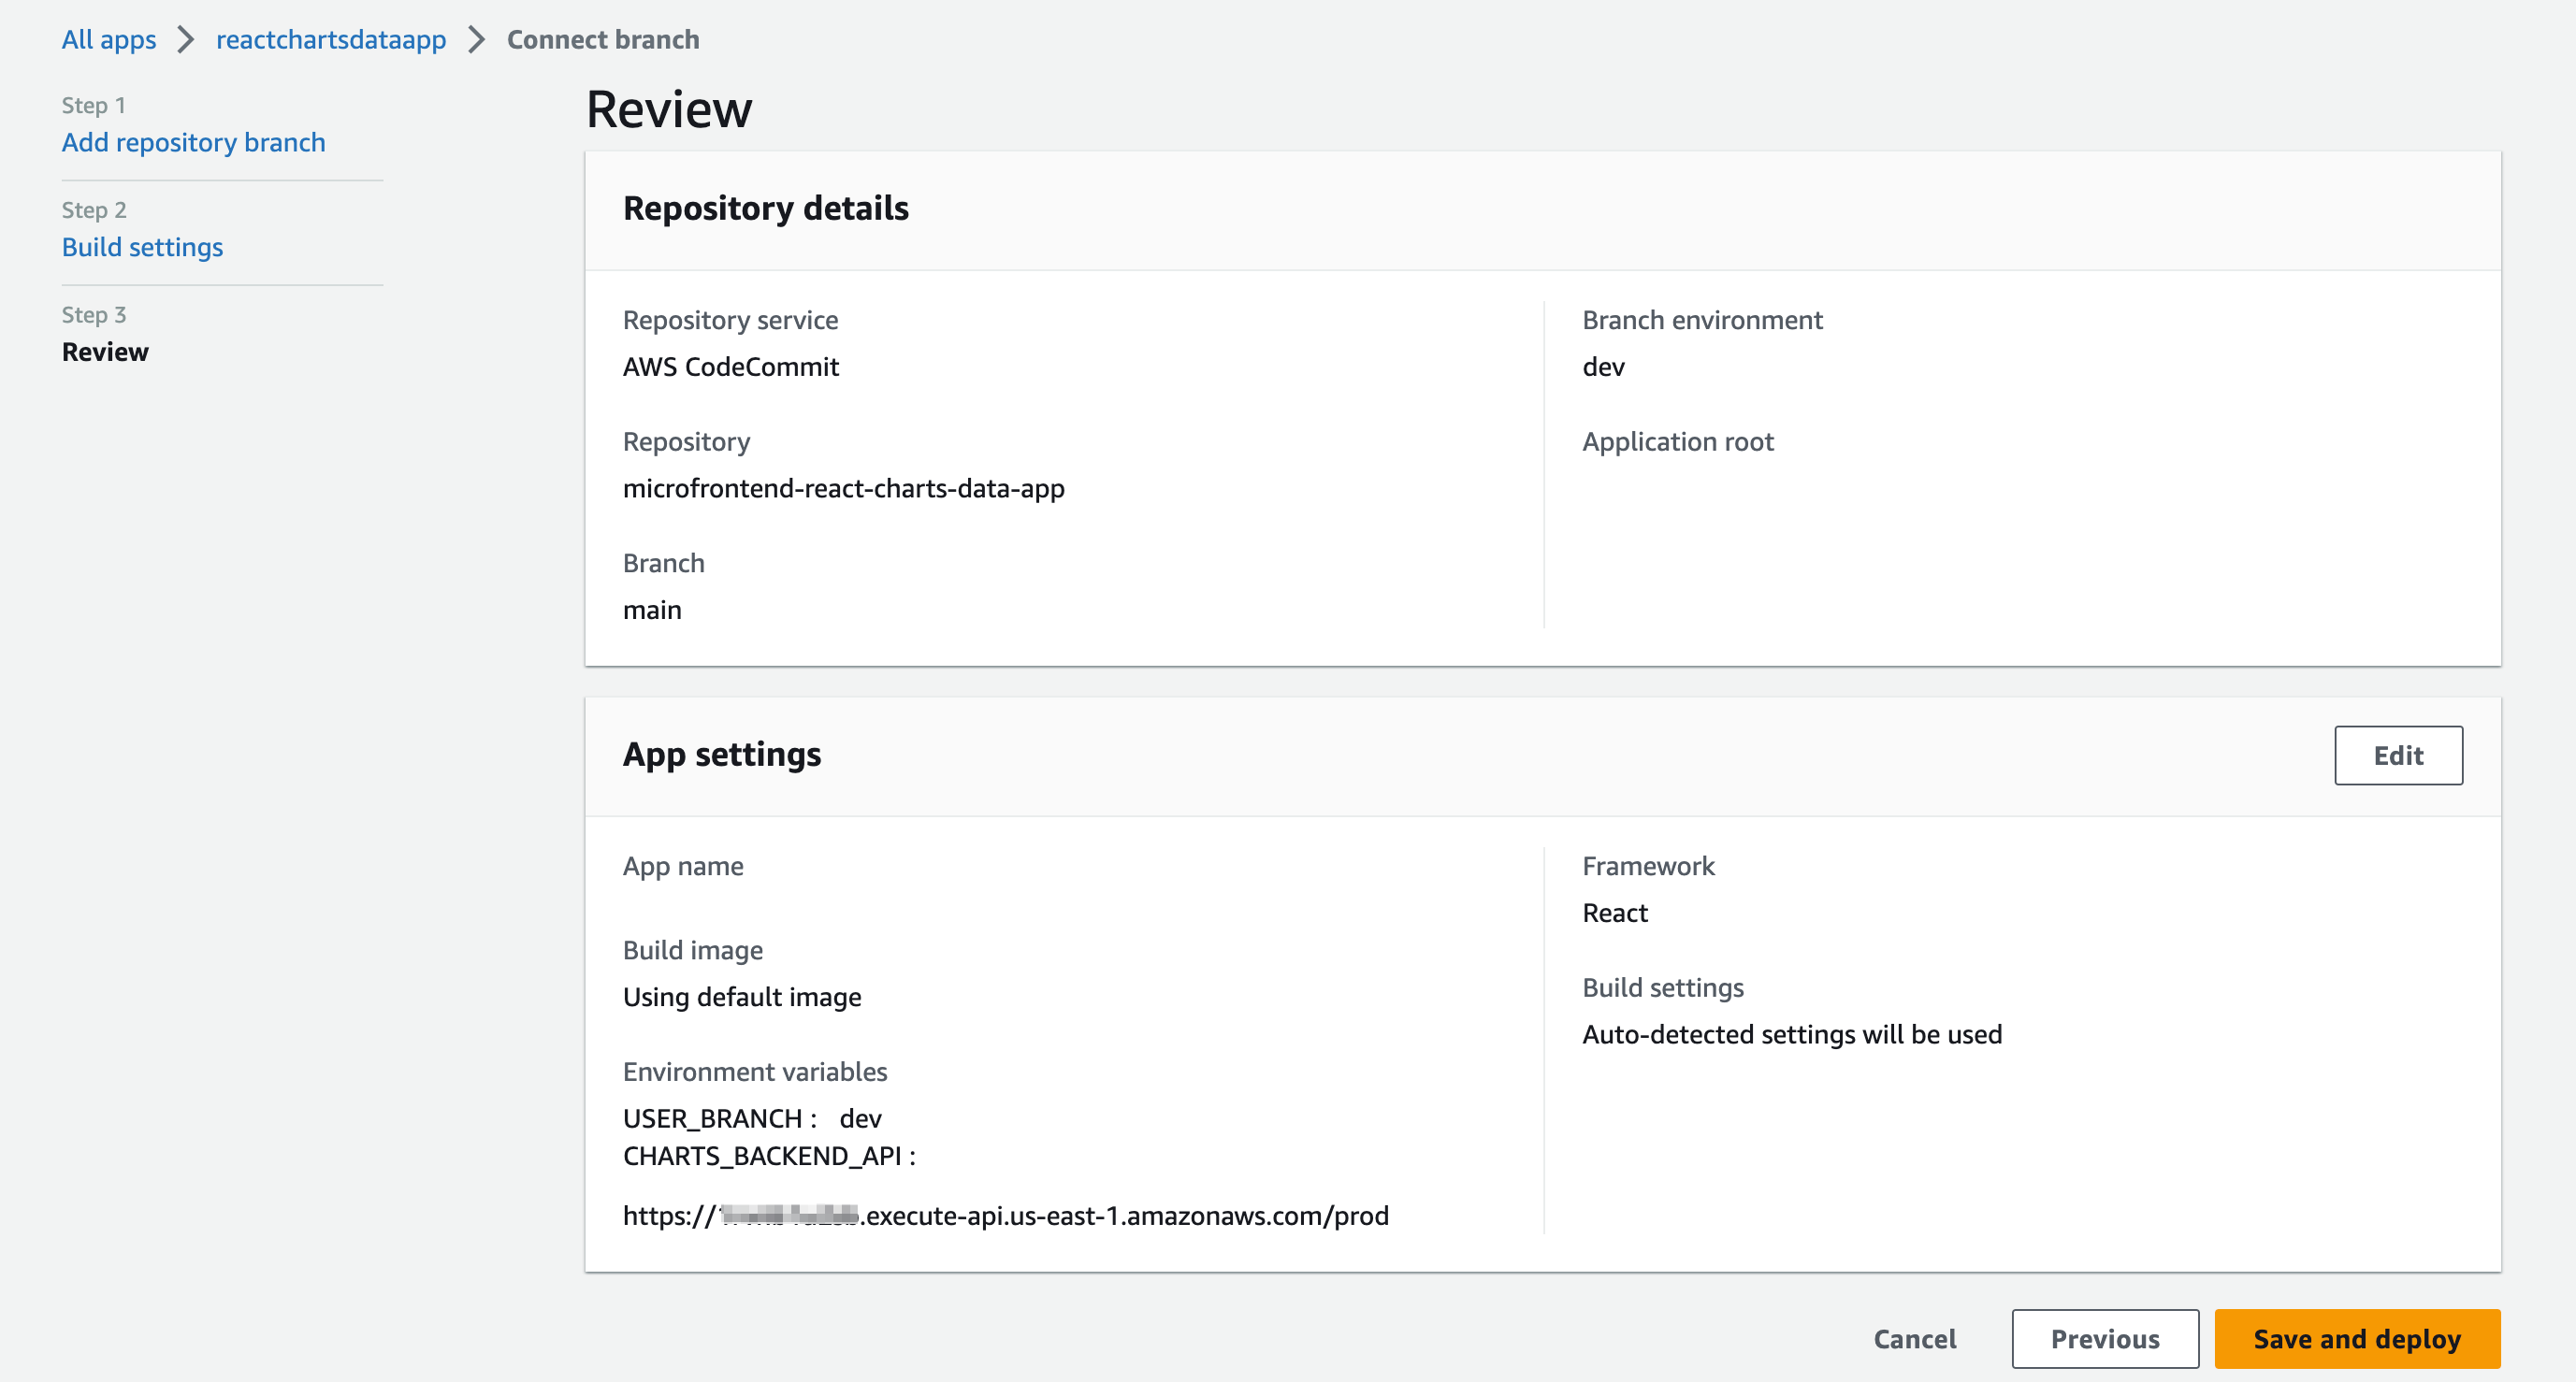 All apps > reactchartsdataapp > Connect branch
Step 1
Add repository branch
Step 2
Build settings
Step 3
Review
Review
Repository details
Repository service
AWS CodeCommit
Repository
microfrontend-react-charts-data-app
Branch
main
Branch environment
dev
Application root
App settings
Edit
App name
Build image
Using default image
Environment variables
USER_BRANCH : dev
CHARTS_BACKEND_API :
https:// .execute-api.us-east-1.amazonaws.com/prod
Framework
React
Build settings
Auto-detected settings will be used
Cancel
Previous
Save and deploy